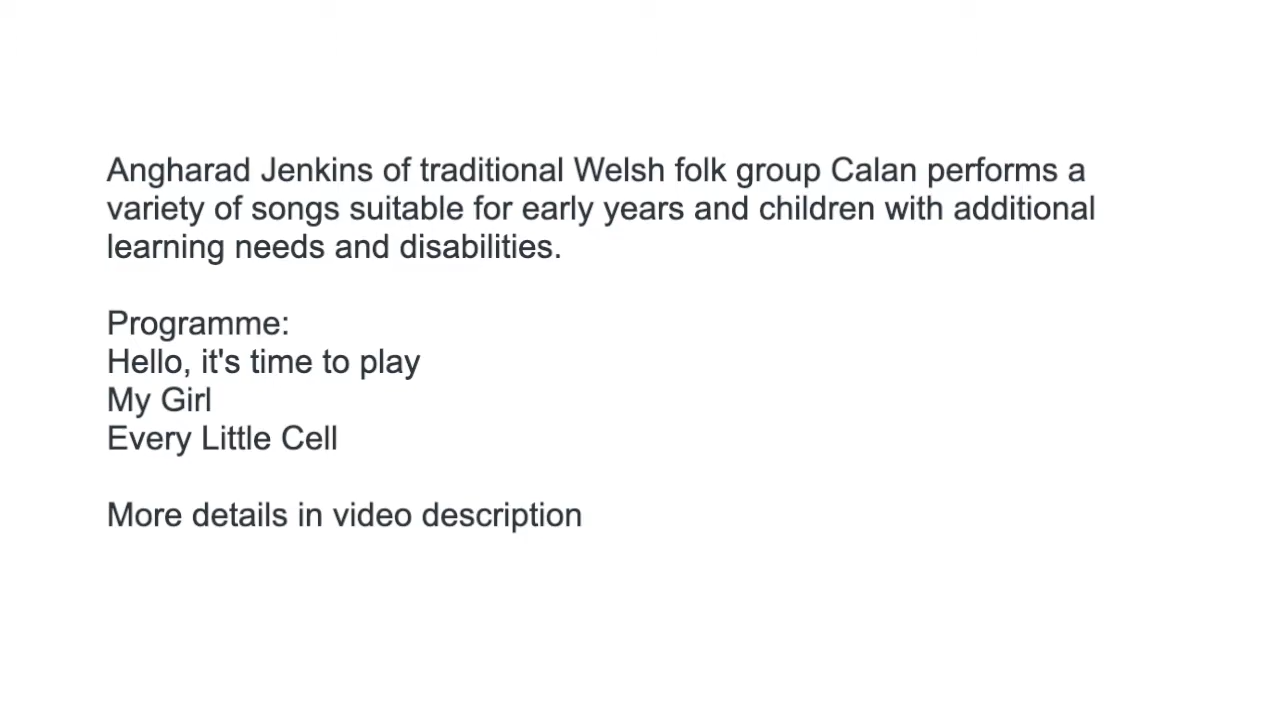 Angharad Jenkins of traditional Welsh folk group Calan performs a
variety of songs suitable for early years and children with additional
learning needs and disabilities.
Programme:
Hello, it's time to play
My Girl
Every Little Cell
More details in video description